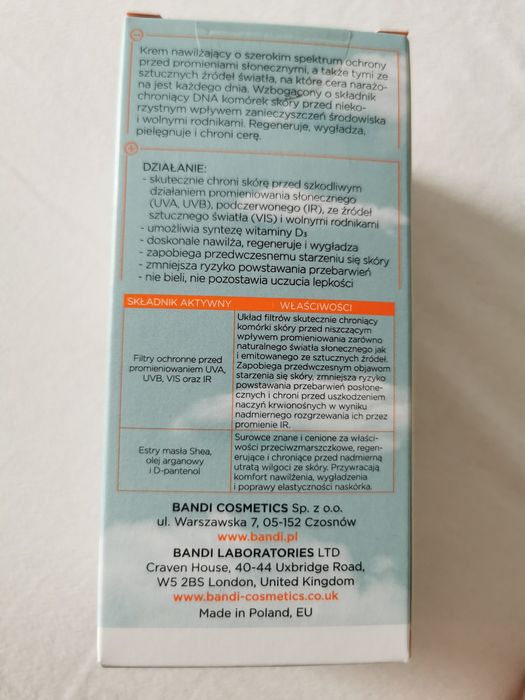 Krem nawilżający o szerokim spektrum ochrony
przed promieniami słonecznymi, a także tymi ze
sztucznych źródeł światła, na które cera narażo-
na jest każdego dnia. Wzbogacony o składnik
chroniący DNA komórek skóry przed nieko-
rzystnym wpływem zanieczyszczeń środowiska
i wolnymi rodnikami. Regeneruje, wygładza,
pielęgnuje i chroni cerę.
DZIAŁANIE:
- skutecznie chroni skórę przed szkodliwym
działaniem promieniowania słonecznego
(UVA, UVB), podczerwonego (IR), ze źródeł
sztucznego światła (VIS) i wolnymi rodnikami
- umożliwia syntezę witaminy D₃
- doskonale nawilża, regeneruje i wygładza
- zapobiega przedwczesnemu starzeniu się skóry
- zmniejsza ryzyko powstawania przebarwień
- nie bieli, nie pozostawia uczucia lepkości
SKŁADNIK AKTYWNY WŁAŚCIWOŚCI
Filtry ochronne przed
promieniowaniem UVA,
UVB, VIS oraz IR
Układ filtrów skutecznie chroniący
komórki skóry przed niszczącym
wpływem promieniowania zarówno
naturalnego światła słonecznego jak
i emitowanego ze sztucznych źródeł.
Zapobiega przedwczesnym objawom
starzenia się skóry, zmniejsza ryzyko
powstawania przebarwień posłone-
cznych i chroni przed uszkodzeniem
naczyń krwionośnych w wyniku
nadmiernego rozgrzewania ich przez
promienie IR.
Estry masła Shea,
olej arganowy
i D-pantenol
Surowce znane i cenione za właści-
wości przeciwzmarszczkowe, regen-
erujące i chroniące przed nadmierną
utratą wilgoci ze skóry. Przywracają
komfort nawilżenia, wygładzenia
i poprawy elastyczności naskórka.
BANDI COSMETICS Sp. z o.o.
ul. Warszawska 7, 05-152 Czosnów
www.bandi.pl
BANDI LABORATORIES LTD
Craven House, 40-44 Uxbridge Road,
W5 2BS London, United Kingdom
www.bandi-cosmetics.co.uk
Made in Poland, EU